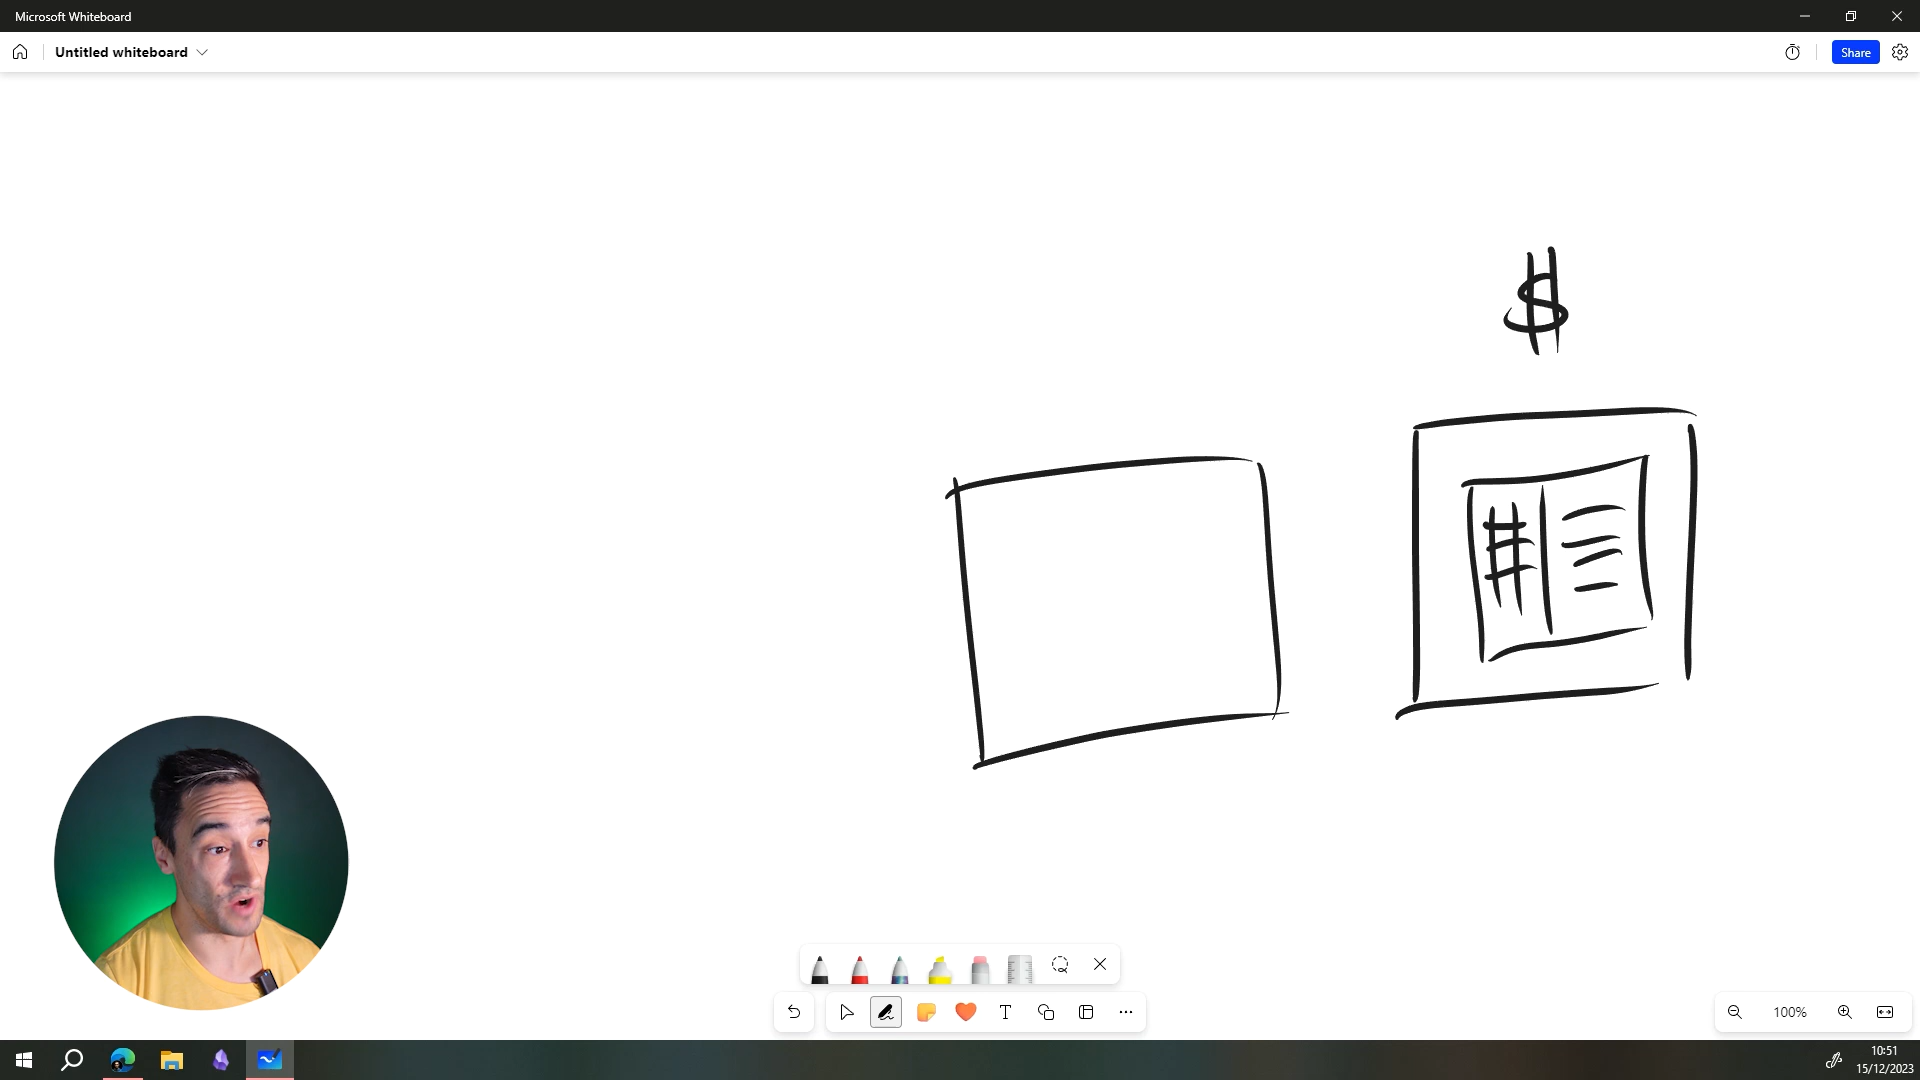 Microsoft Whiteboard
Untitled whiteboard
Share
$
100%
10:51
15/12/2023